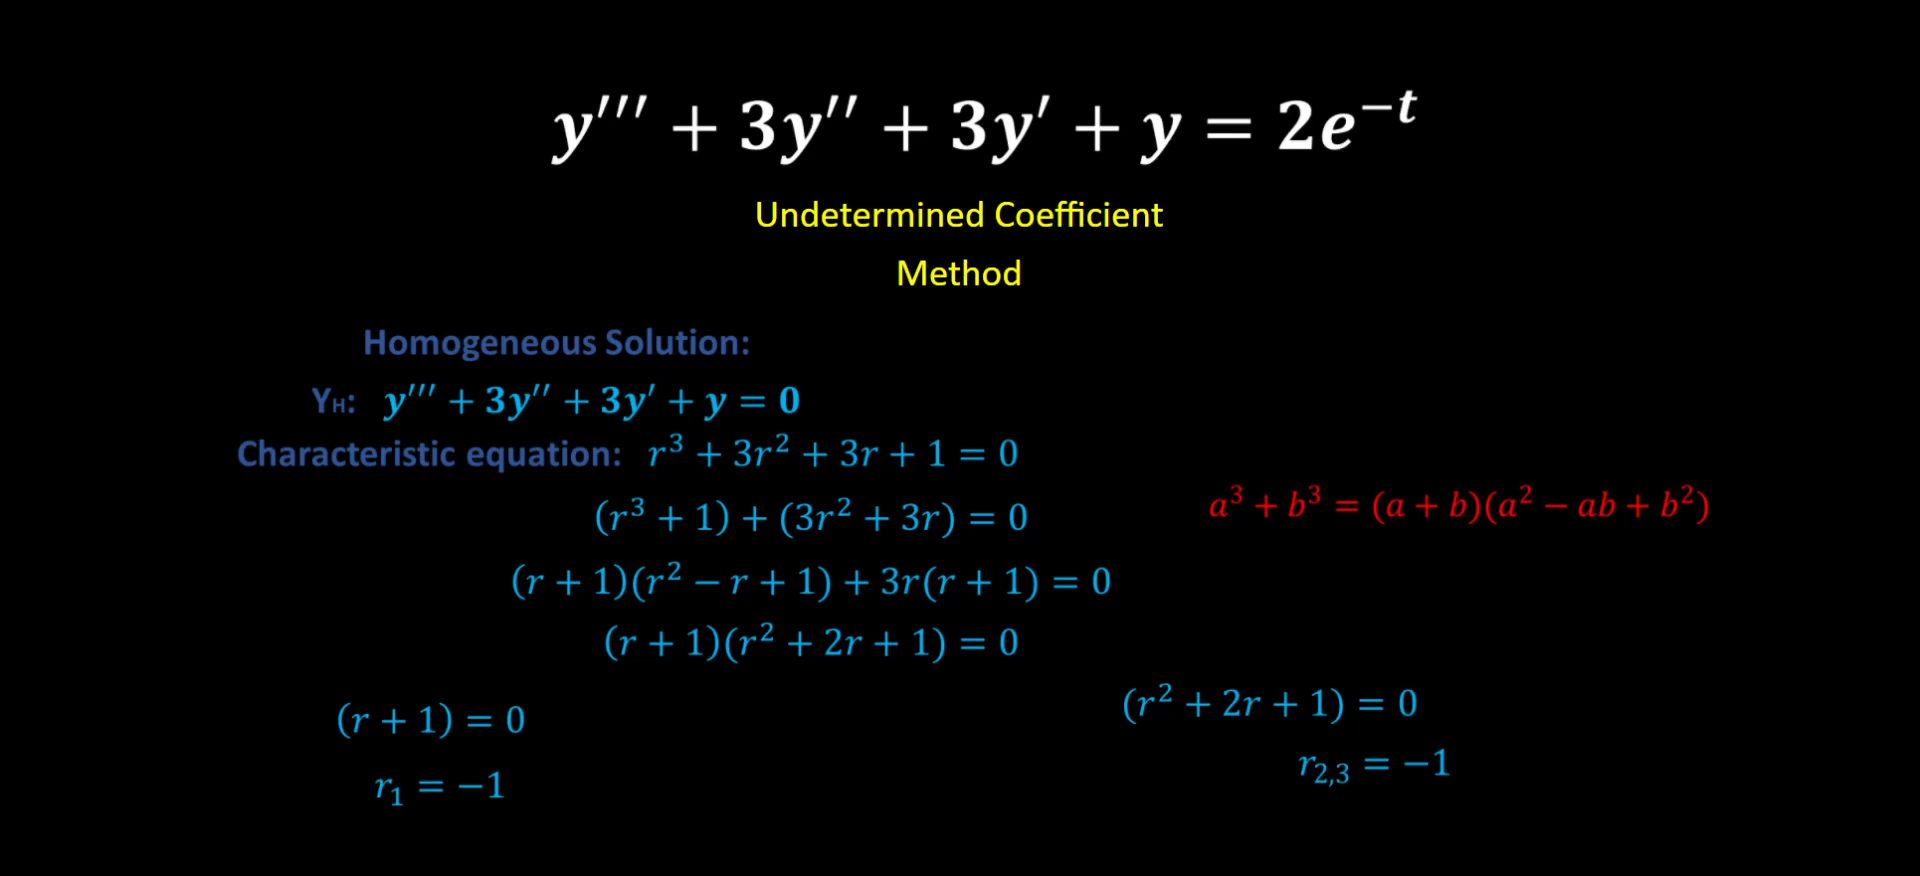 y′′′ + 3y′′ + 3y′ + y = 2e⁻ᵗ
Undetermined Coefficient
Method
Homogeneous Solution:
Yʜ: y′′′ + 3y′′ + 3y′ + y = 0
Characteristic equation: r³ + 3r² + 3r + 1 = 0
(r³ + 1) + (3r² + 3r) = 0
a³ + b³ = (a + b)(a² − ab + b²)
(r + 1)(r² − r + 1) + 3r(r + 1) = 0
(r + 1)(r² + 2r + 1) = 0
(r + 1) = 0
r₁ = −1
(r² + 2r + 1) = 0
r₂,₃ = −1